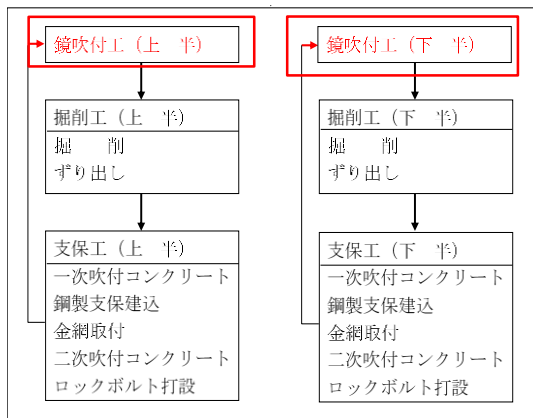 鏡吹付工（上　半）
掘削工（上　半）
掘　　削
ずり出し
支保工（上　半）
一次吹付コンクリート
鋼製支保建込
金網取付
二次吹付コンクリート
ロックボルト打設
鏡吹付工（下　半）
掘削工（下　半）
掘　　削
ずり出し
支保工（下　半）
一次吹付コンクリート
鋼製支保建込
金網取付
二次吹付コンクリート
ロックボルト打設